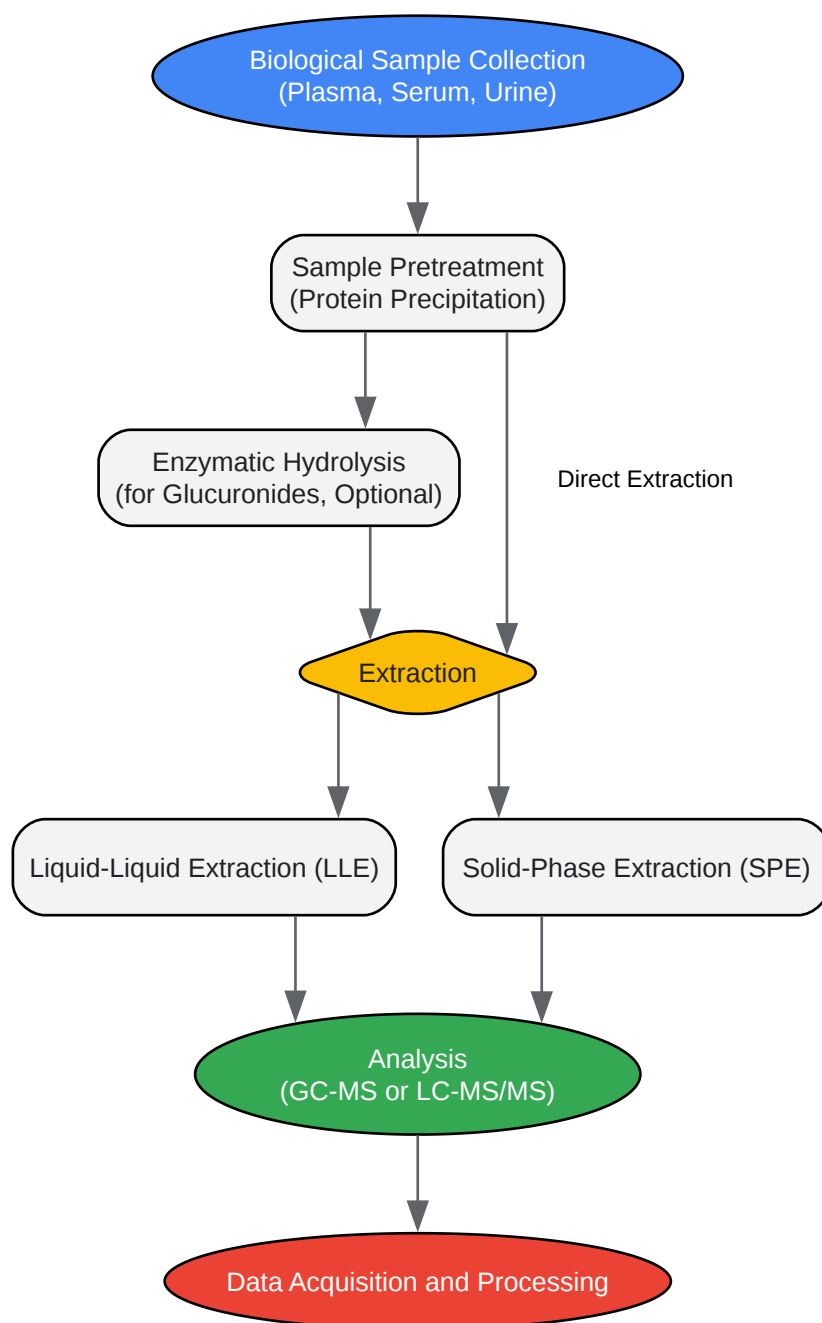 Biological Sample Collection
(Plasma, Serum, Urine)
Sample Pretreatment
(Protein Precipitation)
Enzymatic Hydrolysis
(for Glucuronides, Optional)
Direct Extraction
Extraction
Liquid-Liquid Extraction (LLE)
Solid-Phase Extraction (SPE)
Analysis
(GC-MS or LC-MS/MS)
Data Acquisition and Processing